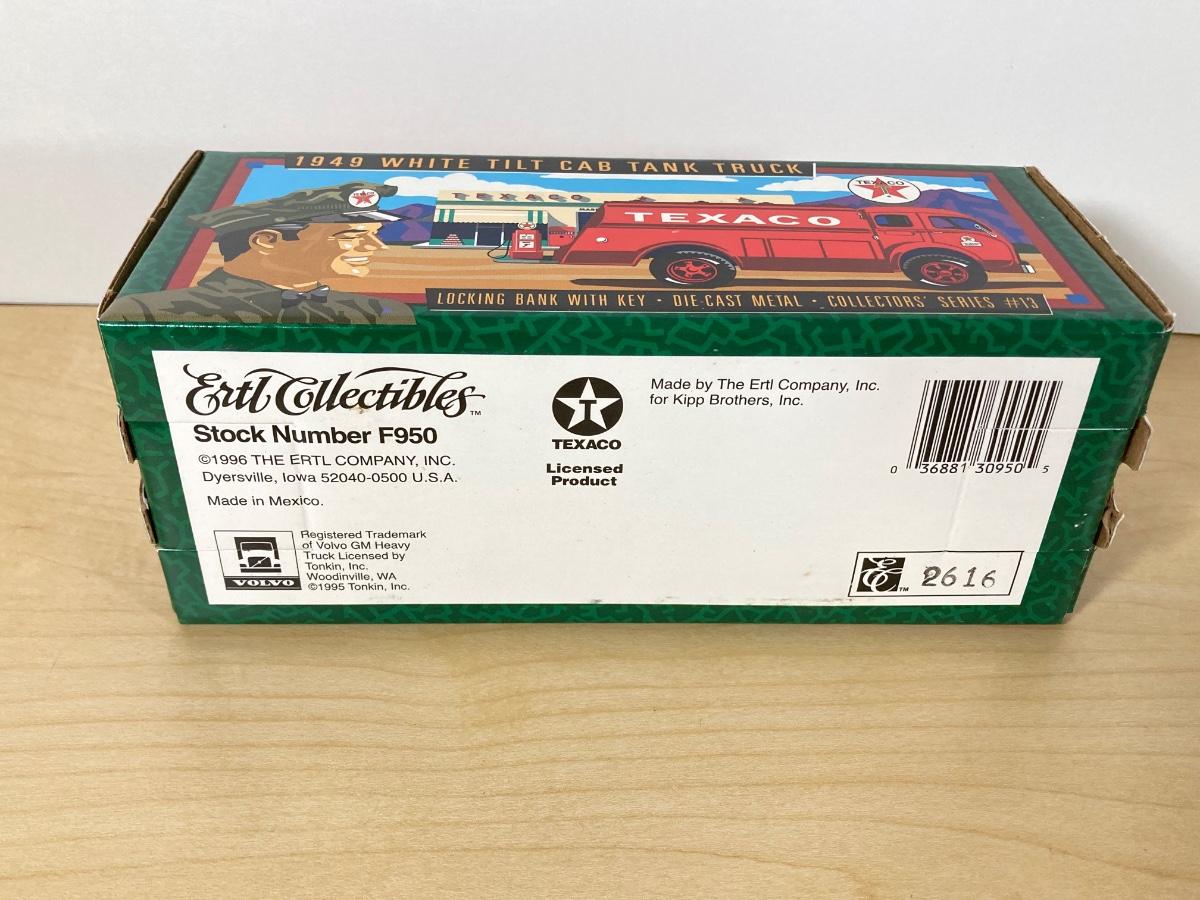 1949 WHITE TILT CAB TANK TRUCK
TEXACO
TEXACO
TEXACO
LOCKING BANK WITH KEY • DIE-CAST METAL • COLLECTORS' SERIES #13
Ertl Collectibles™
Stock Number F950
©1996 THE ERTL COMPANY, INC.
Dyersville, Iowa 52040-0500 U.S.A.
Made in Mexico.
VOLVO
Registered Trademark
of Volvo GM Heavy
Truck Licensed by
Tonkin, Inc.
Woodinville, WA
©1995 Tonkin, Inc.
T
TEXACO
Licensed
Product
Made by The Ertl Company, Inc.
for Kipp Brothers, Inc.
0 36881 30950 5
™ 2616